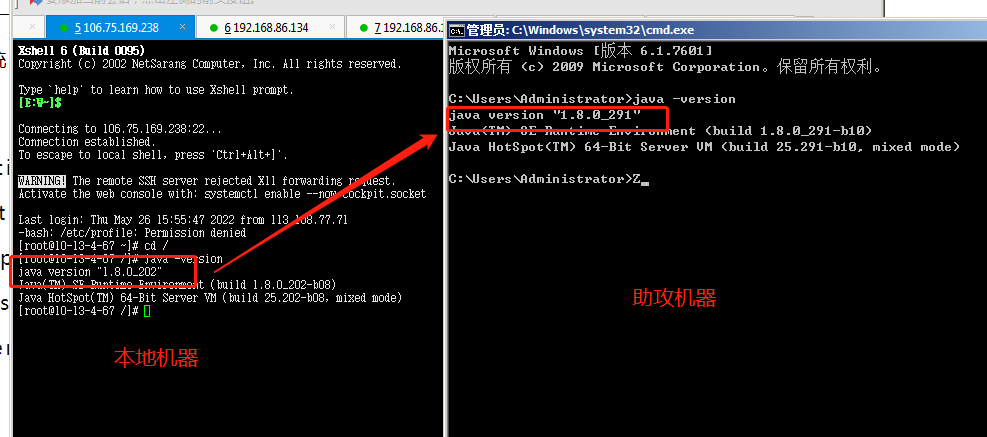 5 106.75.169.238
6 192.168.86.134
7 192.168.86.1
Xshell 6 (Build 0095)
Copyright (c) 2002 NetSarang Computer, Inc. All rights reserved.
Type `help' to learn how to use Xshell prompt.
[E:\~]$
Connecting to 106.75.169.238:22...
Connection established.
To escape to local shell, press 'Ctrl+Alt+]'.
WARNING! The remote SSH server rejected X11 forwarding request.
Activate the web console with: systemctl enable --now cockpit.socket
Last login: Thu May 26 15:55:47 2022 from 113.108.77.71
-bash: /etc/profile: Permission denied
[root@10-13-4-67 ~]# cd /
[root@10-13-4-67 /]# java -version
java version "1.8.0_202"
Java(TM) SE Runtime Environment (build 1.8.0_202-b08)
Java HotSpot(TM) 64-Bit Server VM (build 25.202-b08, mixed mode)
[root@10-13-4-67 /]#
本地机器
管理员: C:\Windows\system32\cmd.exe
Microsoft Windows [版本 6.1.7601]
版权所有 (c) 2009 Microsoft Corporation。保留所有权利。
C:\Users\Administrator>java -version
java version "1.8.0_291"
Java(TM) SE Runtime Environment (build 1.8.0_291-b10)
Java HotSpot(TM) 64-Bit Server VM (build 25.291-b10, mixed mode)
C:\Users\Administrator>Z_
助攻机器